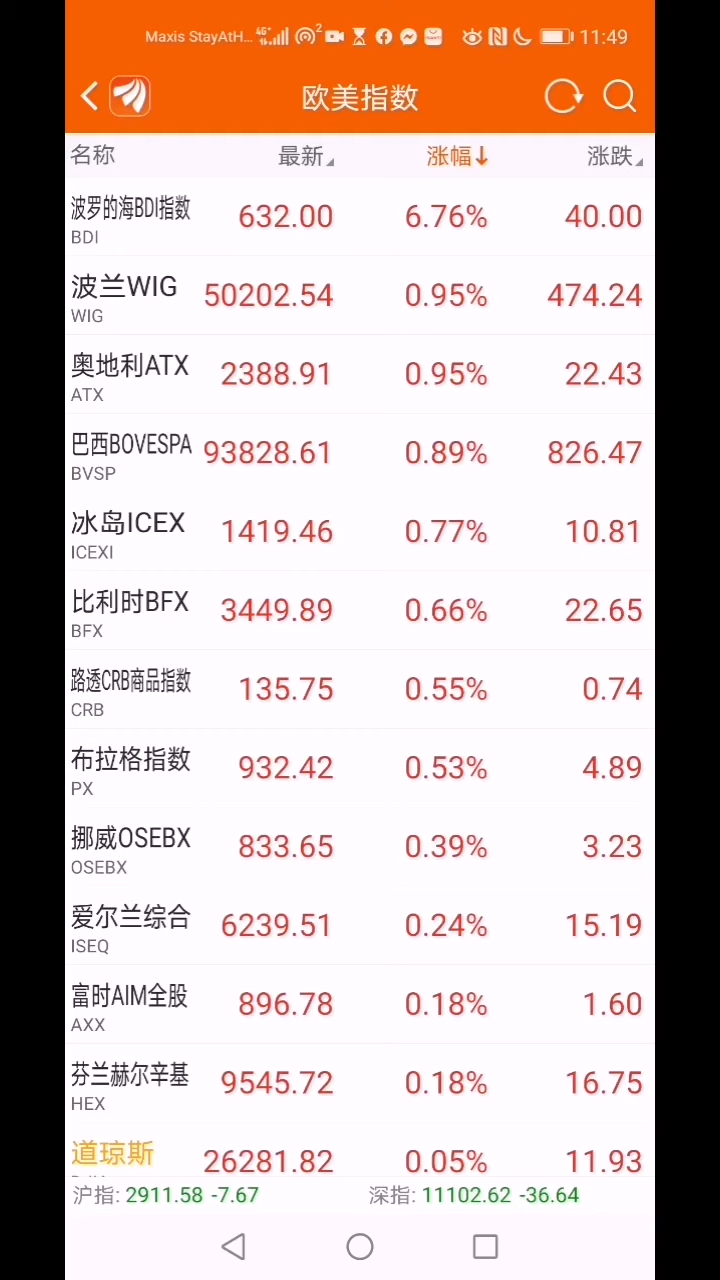 Maxis StayAtH... 4G+ 2 11:49
欧美指数
名称 最新 涨幅↓ 涨跌
波罗的海BDI指数 632.00 6.76% 40.00
BDI
波兰WIG 50202.54 0.95% 474.24
WIG
奥地利ATX 2388.91 0.95% 22.43
ATX
巴西BOVESPA 93828.61 0.89% 826.47
BVSP
冰岛ICEX 1419.46 0.77% 10.81
ICEXI
比利时BFX 3449.89 0.66% 22.65
BFX
路透CRB商品指数 135.75 0.55% 0.74
CRB
布拉格指数 932.42 0.53% 4.89
PX
挪威OSEBX 833.65 0.39% 3.23
OSEBX
爱尔兰综合 6239.51 0.24% 15.19
ISEQ
富时AIM全股 896.78 0.18% 1.60
AXX
芬兰赫尔辛基 9545.72 0.18% 16.75
HEX
道琼斯 26281.82 0.05% 11.93
沪指: 2911.58 -7.67 深指: 11102.62 -36.64